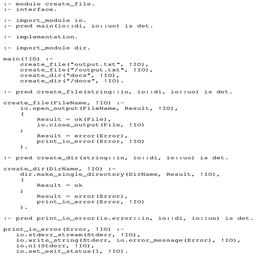 :- module create_file.
:- interface.
:- import_module io.
:- pred main(io::di, io::uo) is det.
:- implementation.
:- import_module dir.
main(!IO) :-
create_file("output.txt", !IO),
create_file("/output.txt", !IO),
create_dir("docs", !IO),
create_dir("/docs", !IO).
:- pred create_file(string::in, io::di, io::uo) is det.
create_file(FileName, !IO) :-
io.open_output(FileName, Result, !IO),
(
Result = ok(File),
io.close_output(File, !IO)
;
Result = error(Error),
print_io_error(Error, !IO)
).
:- pred create_dir(string::in, io::di, io::uo) is det.
create_dir(DirName, !IO) :-
dir.make_single_directory(DirName, Result, !IO),
(
Result = ok
;
Result = error(Error),
print_io_error(Error, !IO)
).
:- pred print_io_error(io.error::in, io::di, io::uo) is det.
print_io_error(Error, !IO) :-
io.stderr_stream(Stderr, !IO),
io.write_string(Stderr, io.error_message(Error), !IO),
io.nl(Stderr, !IO),
io.set_exit_status(1, !IO).